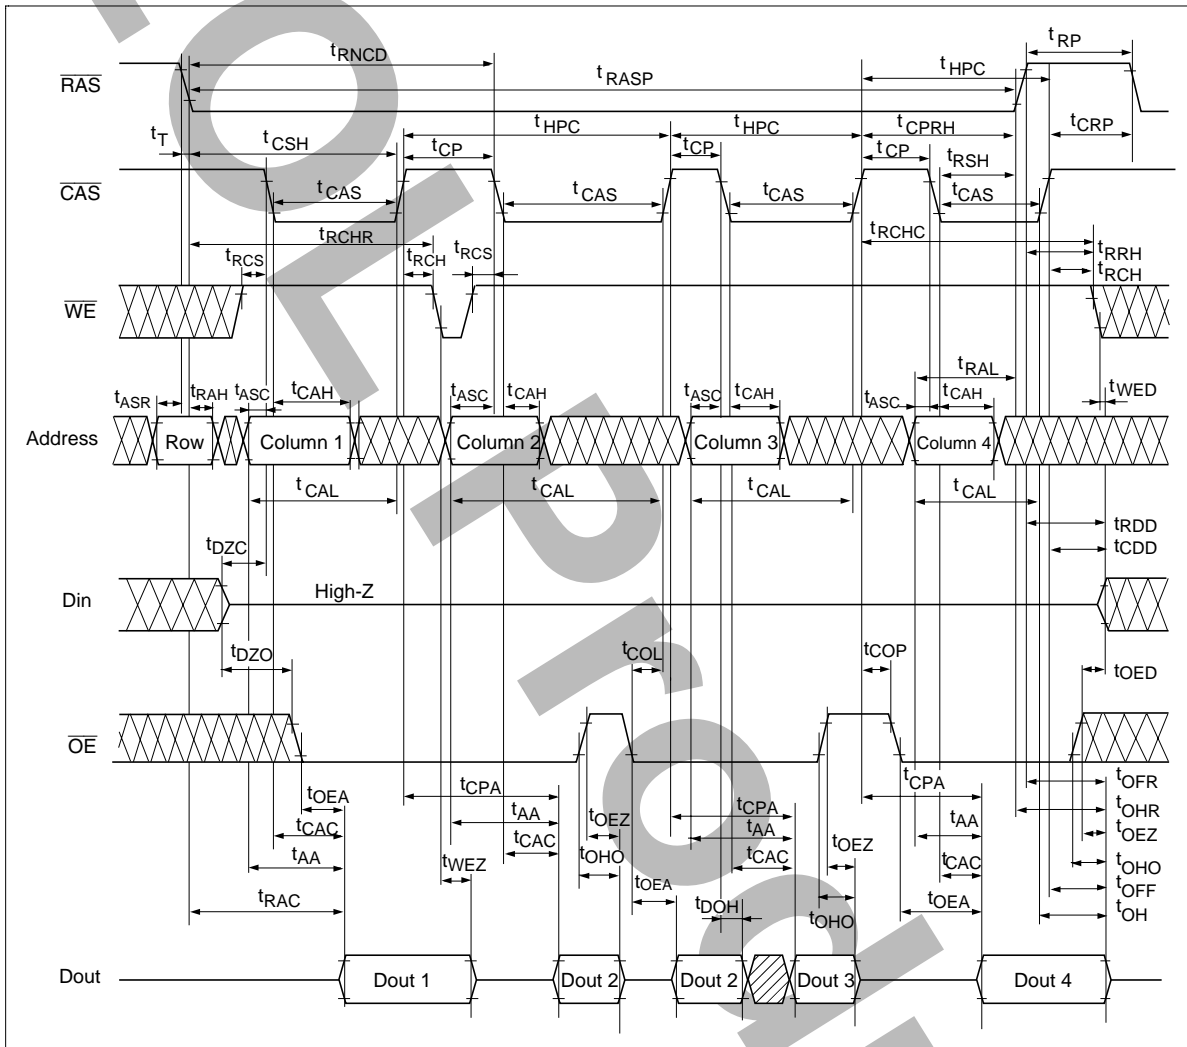 tRNCD
tRP
RAS
tRASP
tHPC
tT
tCSH
tHPC
tHPC
tCPRH
tCRP
tCP
tCP
tCP
tRSH
CAS
tCAS
tCAS
tCAS
tCAS
tRCHR
tRCHC
tRCS
tRCH
tRCS
tRRH
tRCH
WE
tRAL
tASR
tRAH
tASC
tCAH
tASC
tCAH
tASC
tCAH
tASC
tCAH
tWED
Address
Row
Column 1
Column 2
Column 3
Column 4
tCAL
tCAL
tCAL
tCAL
tRDD
tDZC
tCDD
Din
High-Z
tDZO
tCOL
tCOP
tOED
OE
tOEA
tCPA
tCPA
tCPA
tOFR
tCAC
tAA
tOEZ
tAA
tOEZ
tAA
tOHR
tOEZ
tAA
tWEZ
tCAC
tOHO
tCAC
tCAC
tOHO
tRAC
tOEA
tDOH
tOHO
tOEA
tOFF
tOH
Dout
Dout 1
Dout 2
Dout 2
Dout 3
Dout 4
EOL Prod